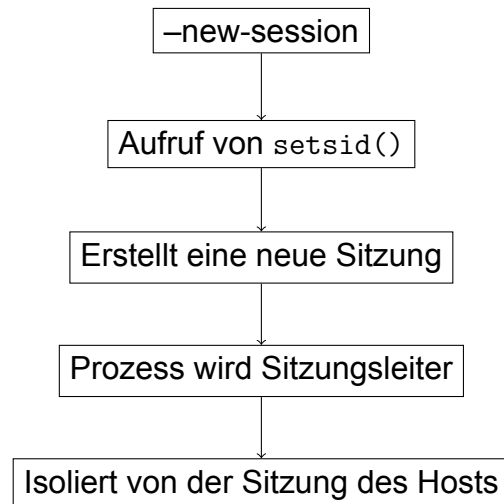 –new-session
Aufruf von setsid()
Erstellt eine neue Sitzung
Prozess wird Sitzungsleiter
Isoliert von der Sitzung des Hosts